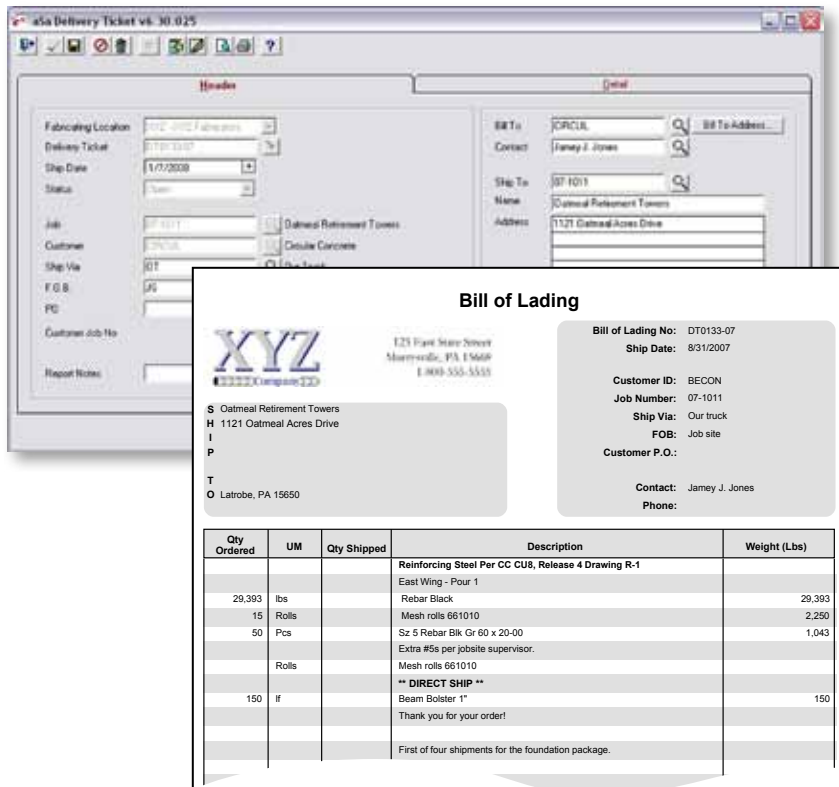 aSa Delivery Ticket v6.30.025
Header
Detail
Fabricating Location
Delivery Ticket
Ship Date 1/7/2008
Status
Job 07-1011 Oatmeal Retirement Towers
Customer CIRCUL Circular Concrete
Ship Via OT
F.O.B. JS
PO
Customer Job No
Report Notes
Bill To CIRCUL Bill To Address...
Contact Jamey J. Jones
Ship To 07-1011
Name Oatmeal Retirement Towers
Address 1121 Oatmeal Acres Drive
Bill of Lading
XYZ
Company
125 East State Street
Morrysville, PA 15669
1-800-555-5555
Bill of Lading No: DT0133-07
Ship Date: 8/31/2007
Customer ID: BECON
Job Number: 07-1011
Ship Via: Our truck
FOB: Job site
Customer P.O.:
Contact: Jamey J. Jones
Phone:
SHIP TO
Oatmeal Retirement Towers
1121 Oatmeal Acres Drive
Latrobe, PA 15650
Qty Ordered UM Qty Shipped Description Weight (Lbs)
Reinforcing Steel Per CC CU8, Release 4 Drawing R-1
East Wing - Pour 1
29,393 lbs Rebar Black 29,393
15 Rolls Mesh rolls 661010 2,250
50 Pcs Sz 5 Rebar Blk Gr 60 x 20-00 1,043
Extra #5s per jobsite supervisor.
Rolls Mesh rolls 661010
** DIRECT SHIP **
150 lf Beam Bolster 1" 150
Thank you for your order!
First of four shipments for the foundation package.